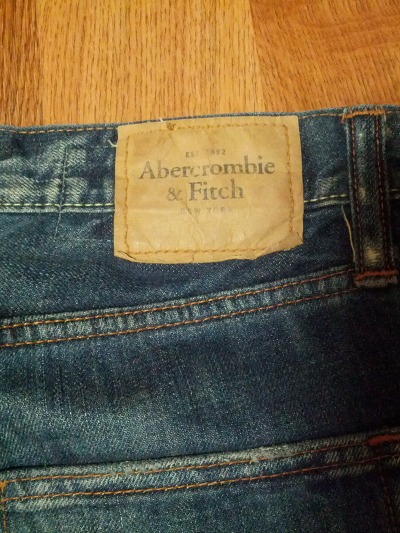 EST. 1892
Abercrombie
& Fitch
NEW YORK